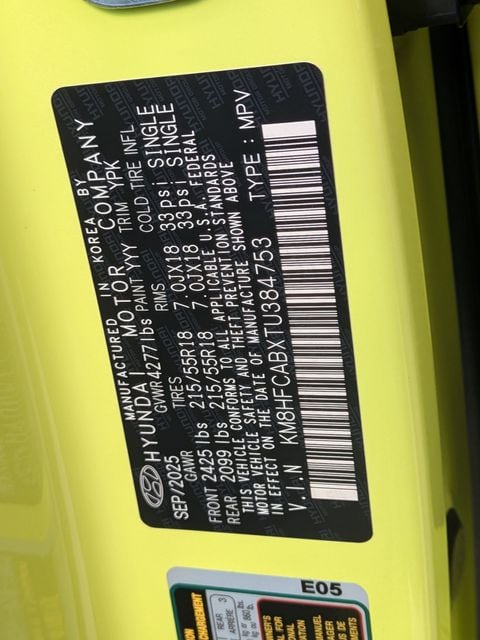 MANUFACTURED IN KOREA BY
HYUNDAI MOTOR COMPANY
SEP/2025 GVWR 4277lbs PAINT YYY TRIM YPK
GAWR TIRES RIMS COLD TIRE INFL.
FRONT 2425 lbs 215/55R18 7.0JX18 33psi SINGLE
REAR 2099 lbs 215/55R18 7.0JX18 33psi SINGLE
THIS VEHICLE CONFORMS TO ALL APPLICABLE U.S.A. FEDERAL
MOTOR VEHICLE SAFETY AND THEFT PREVENTION STANDARDS
IN EFFECT ON THE DATE OF MANUFACTURE SHOWN ABOVE
V.I.N KM8HFCABXTU384753 TYPE : MPV
E05
REAR 3
ARRIÈRE